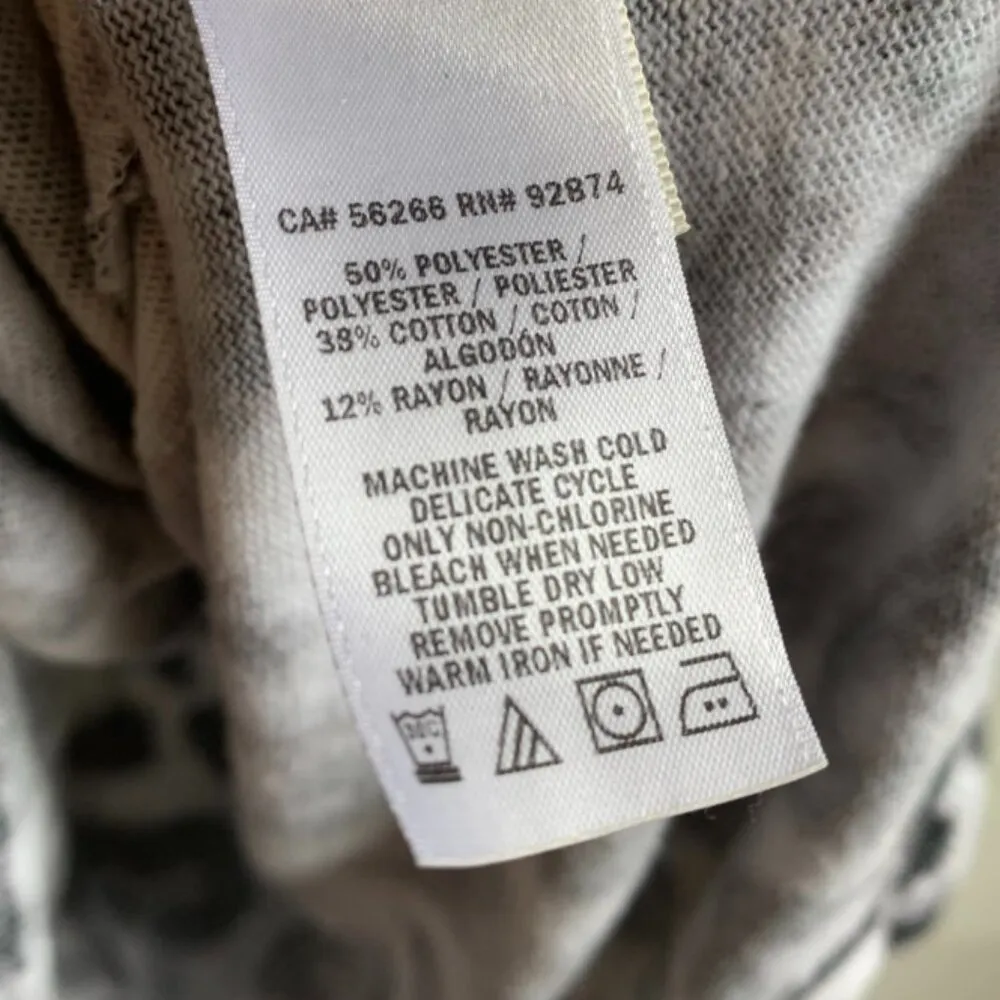 CA# 56266 RN# 92874
50% POLYESTER /
POLYESTER / POLIESTER
38% COTTON / COTON /
ALGODÓN
12% RAYON / RAYONNE /
RAYON
MACHINE WASH COLD
DELICATE CYCLE
ONLY NON-CHLORINE
BLEACH WHEN NEEDED
TUMBLE DRY LOW
REMOVE PROMPTLY
WARM IRON IF NEEDED